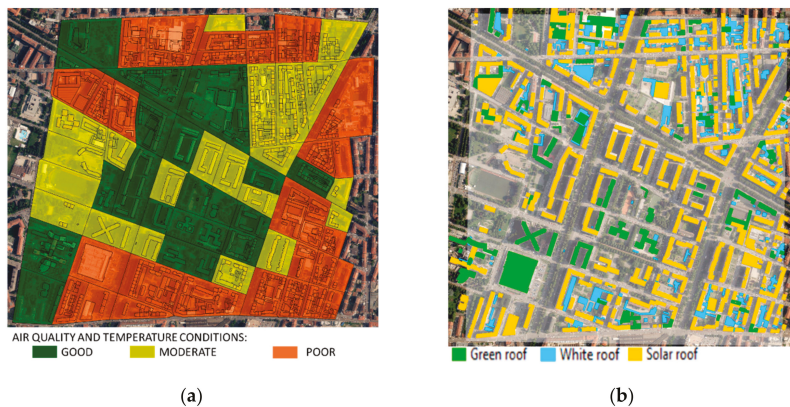 AIR QUALITY AND TEMPERATURE CONDITIONS:
GOOD MODERATE POOR
Green roof White roof Solar roof
(a) (b)